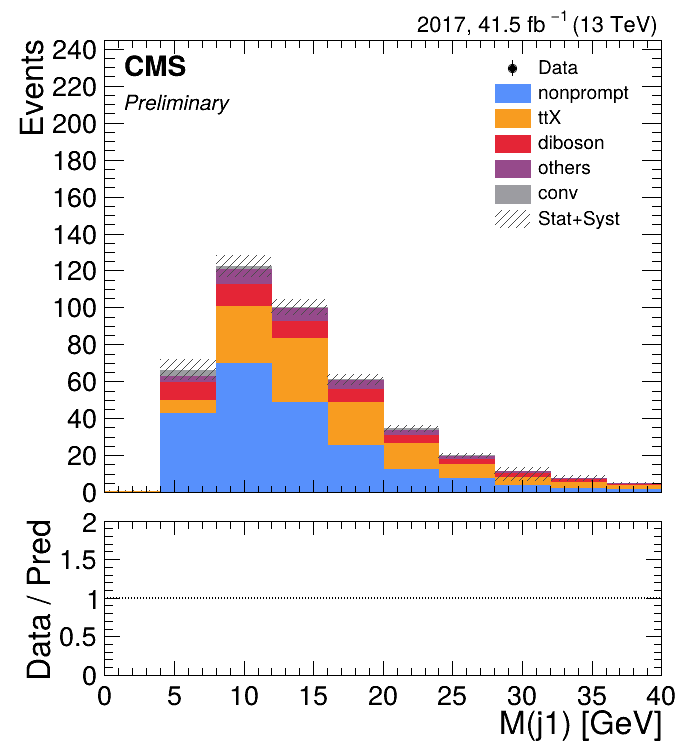 2017, 41.5 fb⁻¹ (13 TeV)
CMS
Preliminary
Events
240
220
200
180
160
140
120
100
80
60
40
20
0
Data
nonprompt
ttX
diboson
others
conv
Stat+Syst
Data / Pred
2
1.5
1
0.5
0
0 5 10 15 20 25 30 35 40
M(j1) [GeV]